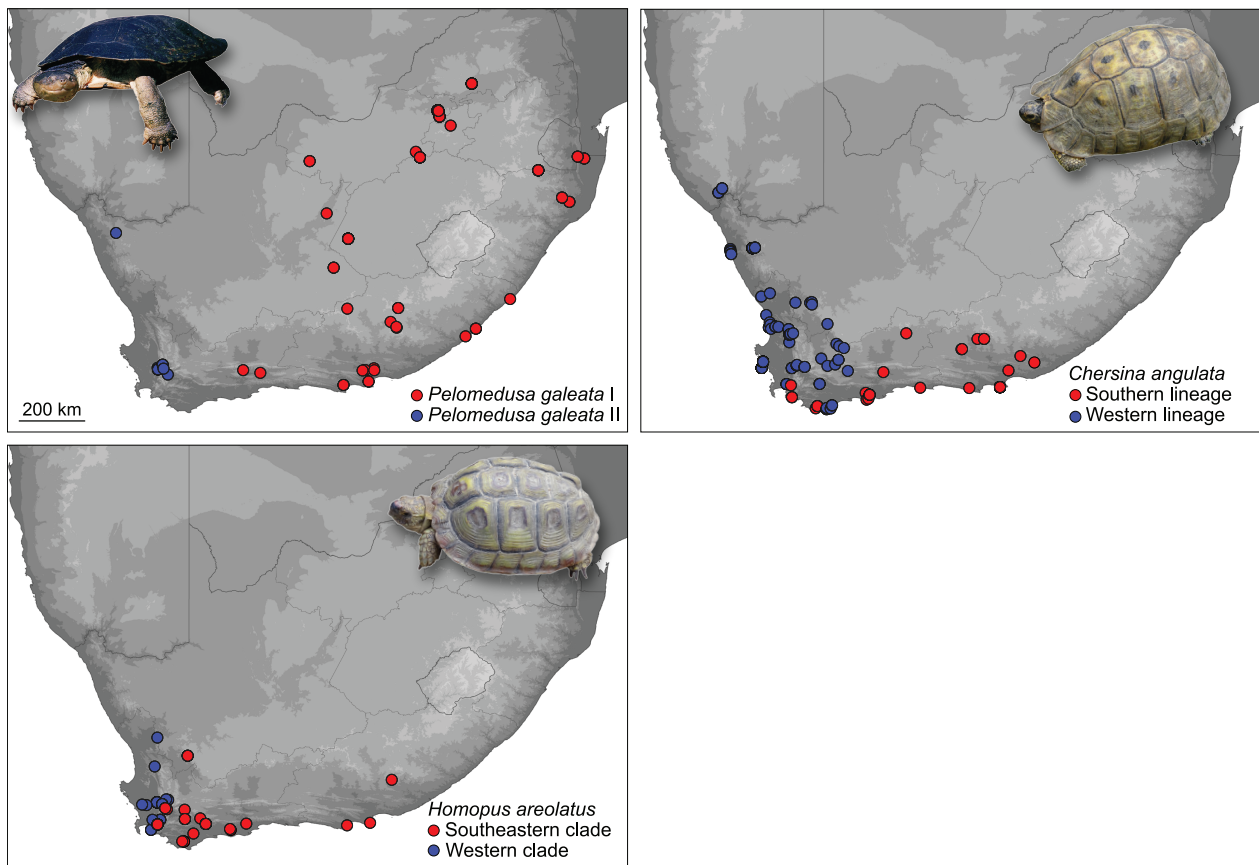 200 km
Pelomedusa galeata I
Pelomedusa galeata II
Chersina angulata
Southern lineage
Western lineage
Homopus areolatus
Southeastern clade
Western clade